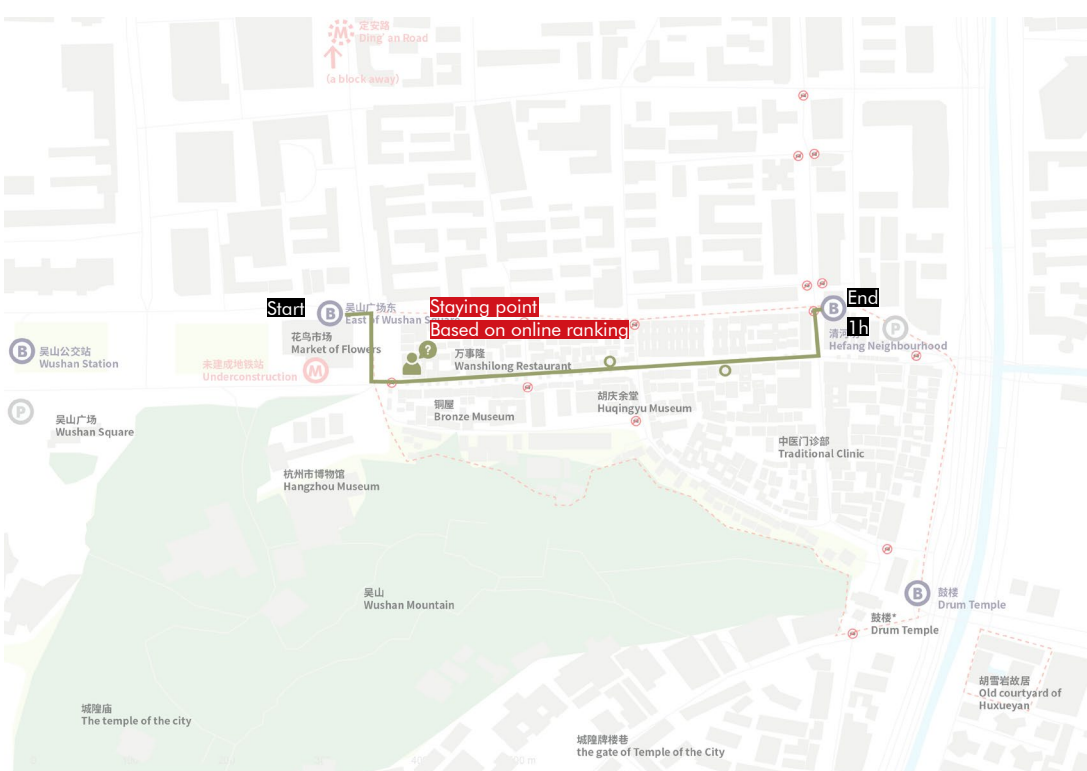 定安路
Ding' an Road
(a block away)
Start
吴山广场东
East of Wushan S
Staying point
Based on online ranking
End
1h
P
B
B
清河
Hefang Neighbourhood
花鸟市场
Market of Flowers
B
吴山公交站
Wushan Station
未建成地铁站
Underconstruction
M
?
万事隆
Wanshilong Restaurant
P
吴山广场
Wushan Square
铜屋
Bronze Museum
胡庆余堂
Huqingyu Museum
中医门诊部
Traditional Clinic
杭州市博物馆
Hangzhou Museum
吴山
Wushan Mountain
B
鼓楼
Drum Temple
鼓楼*
Drum Temple
胡雪岩故居
Old courtyard of
Huxueyan
城隍庙
The temple of the city
城隍牌楼巷
the gate of Temple of the City